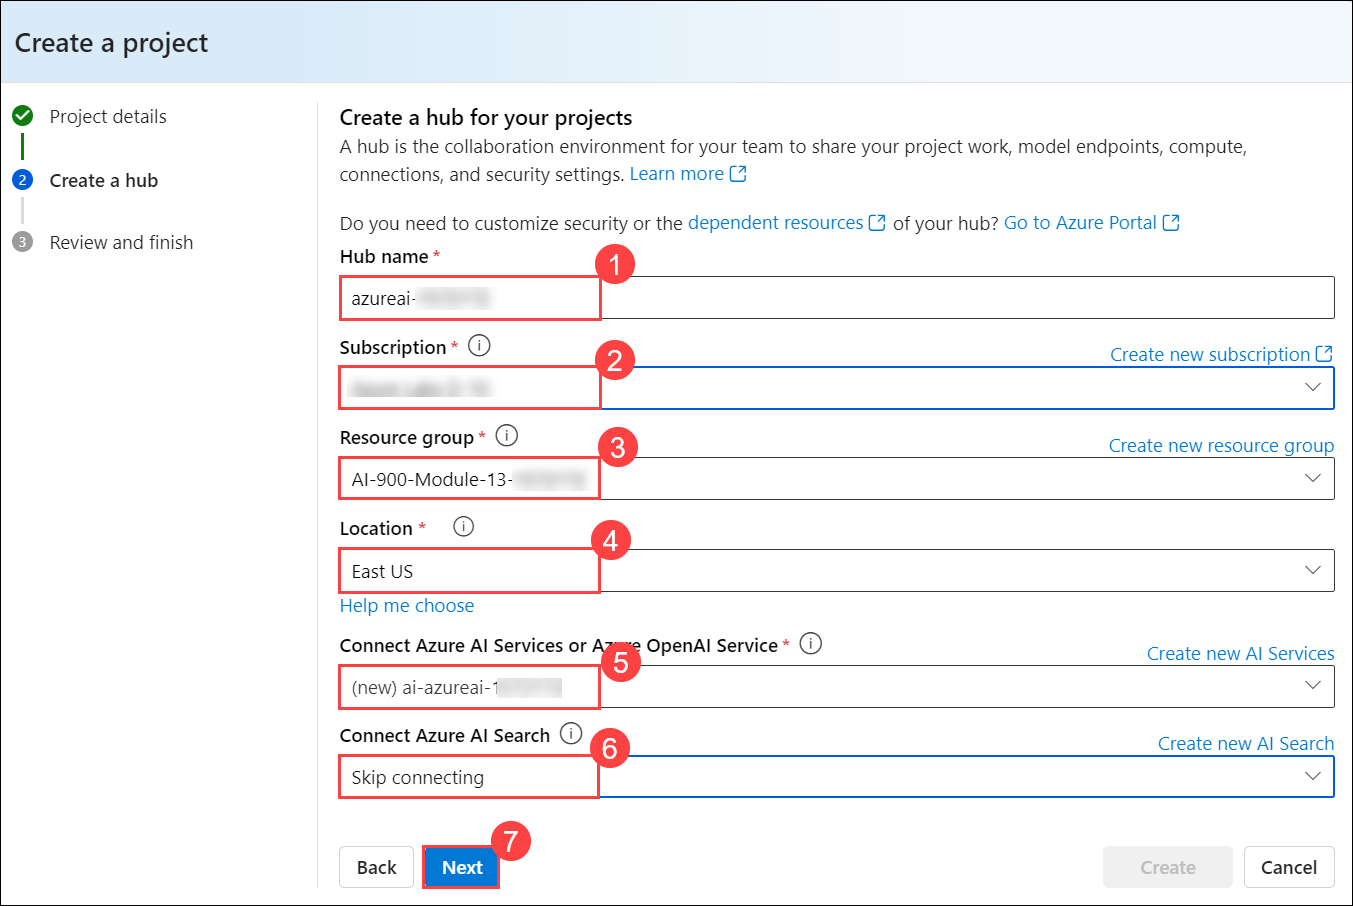 Create a project
Project details
2 Create a hub
3 Review and finish
Create a hub for your projects
A hub is the collaboration environment for your team to share your project work, model endpoints, compute,
connections, and security settings. Learn more
Do you need to customize security or the dependent resources of your hub? Go to Azure Portal
Hub name *
1
azureai-
Subscription *
Create new subscription
2
Resource group *
Create new resource group
3
AI-900-Module-13-
Location *
4
East US
Help me choose
Connect Azure AI Services or Azure OpenAI Service *
Create new AI Services
5
(new) ai-azureai-1
Connect Azure AI Search
Create new AI Search
6
Skip connecting
7
Back Next Create Cancel